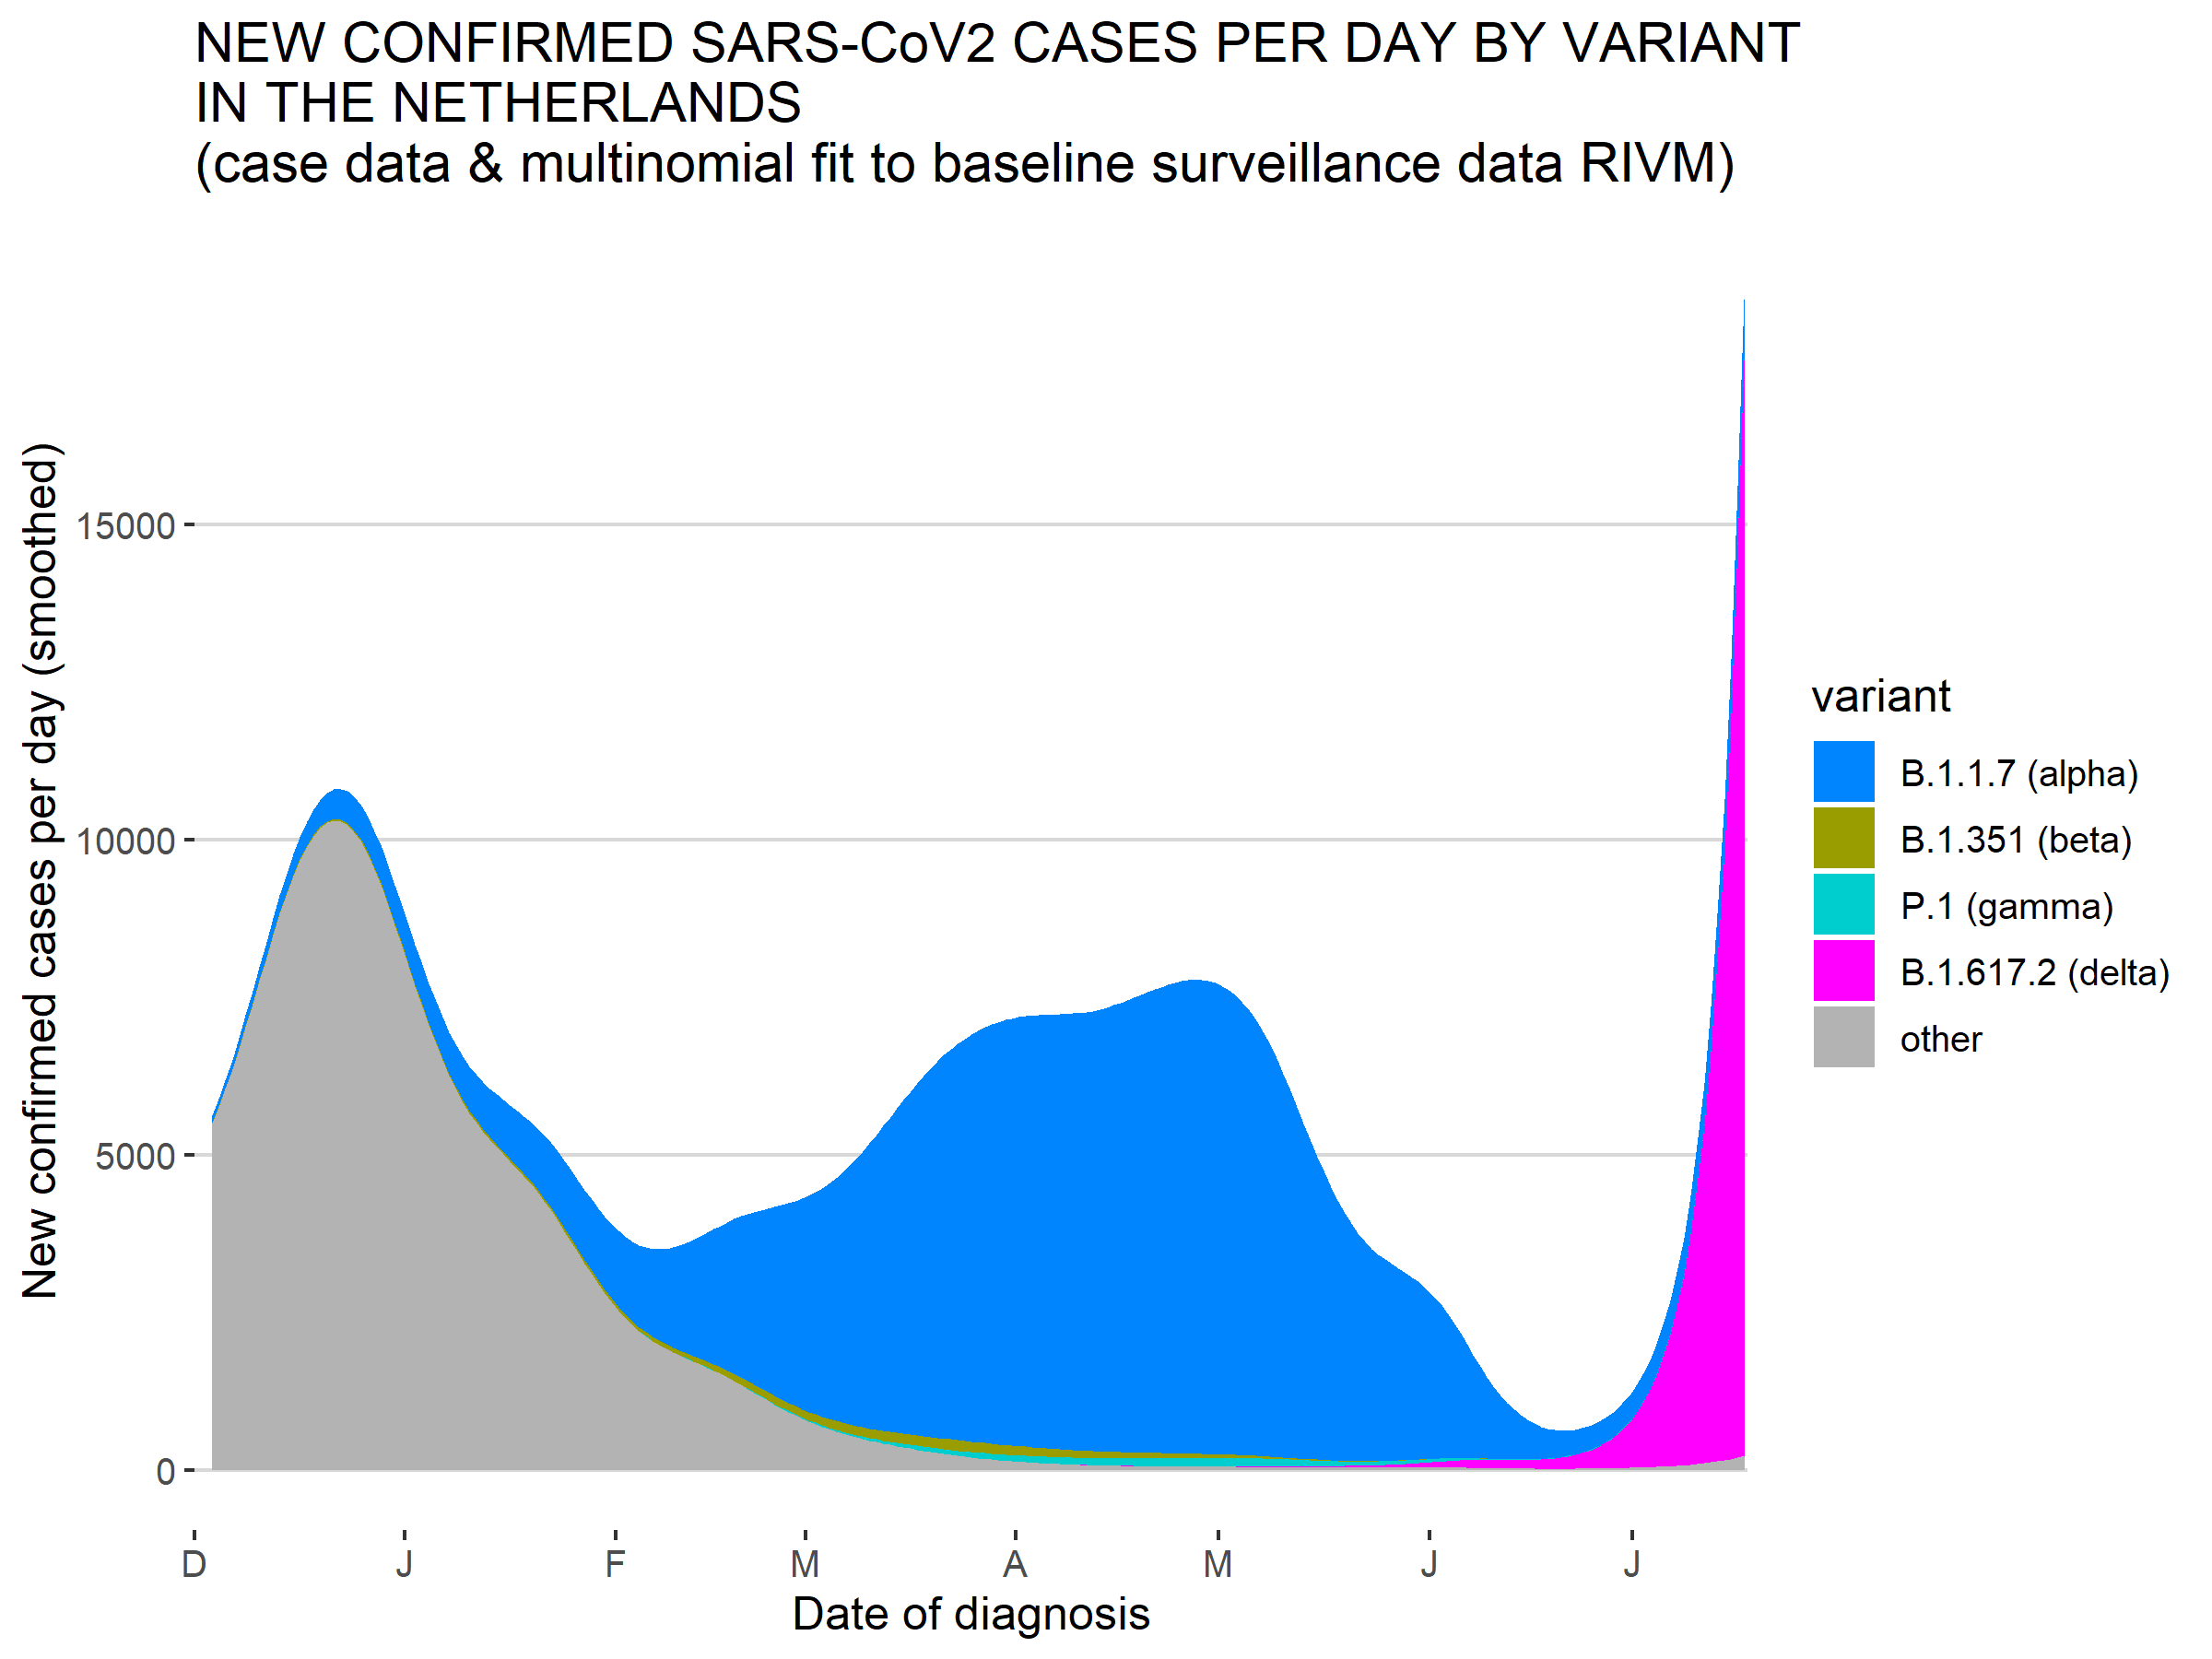 NEW CONFIRMED SARS-CoV2 CASES PER DAY BY VARIANT
IN THE NETHERLANDS
(case data & multinomial fit to baseline surveillance data RIVM)
New confirmed cases per day (smoothed)
15000
10000
5000
0
D J F M A M J J
Date of diagnosis
variant
B.1.1.7 (alpha)
B.1.351 (beta)
P.1 (gamma)
B.1.617.2 (delta)
other